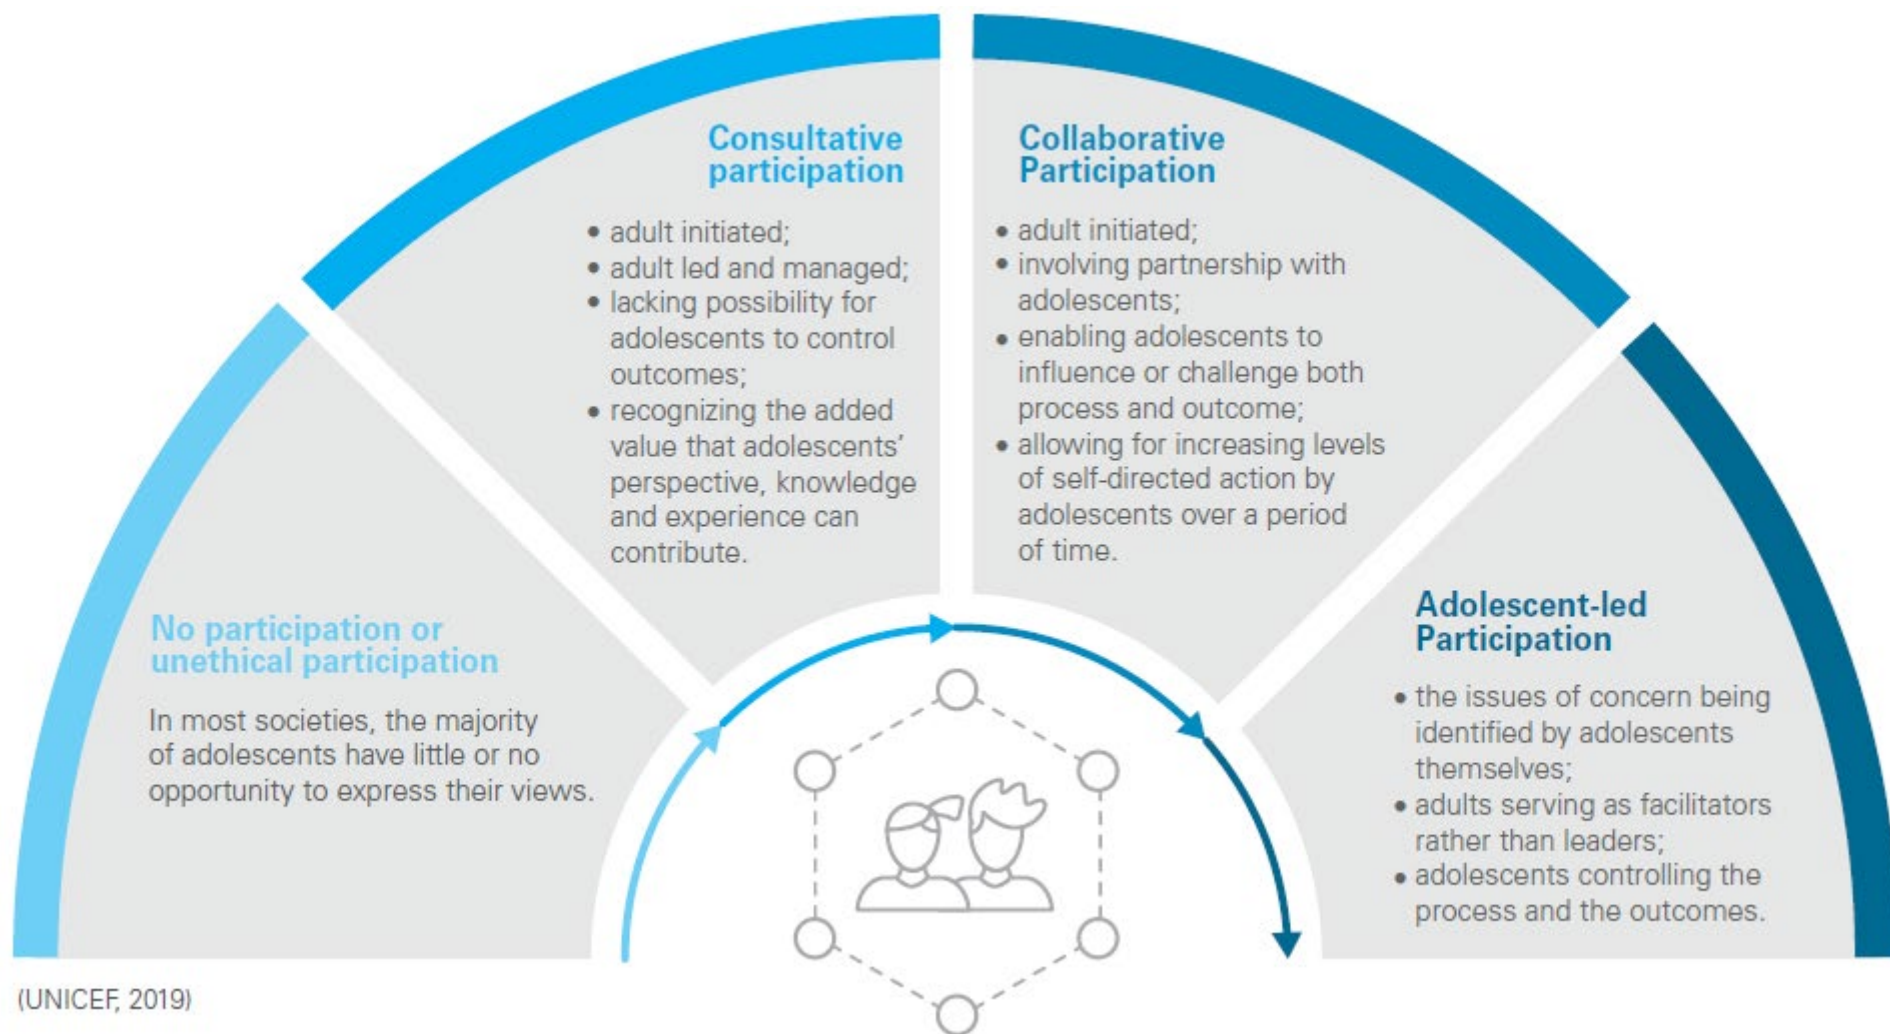 No participation or
unethical participation
In most societies, the majority
of adolescents have little or no
opportunity to express their views.
Consultative
participation
• adult initiated;
• adult led and managed;
• lacking possibility for
adolescents to control
outcomes;
• recognizing the added
value that adolescents’
perspective, knowledge
and experience can
contribute.
Collaborative
Participation
• adult initiated;
• involving partnership with
adolescents;
• enabling adolescents to
influence or challenge both
process and outcome;
• allowing for increasing levels
of self-directed action by
adolescents over a period
of time.
Adolescent-led
Participation
• the issues of concern being
identified by adolescents
themselves;
• adults serving as facilitators
rather than leaders;
• adolescents controlling the
process and the outcomes.
(UNICEF, 2019)